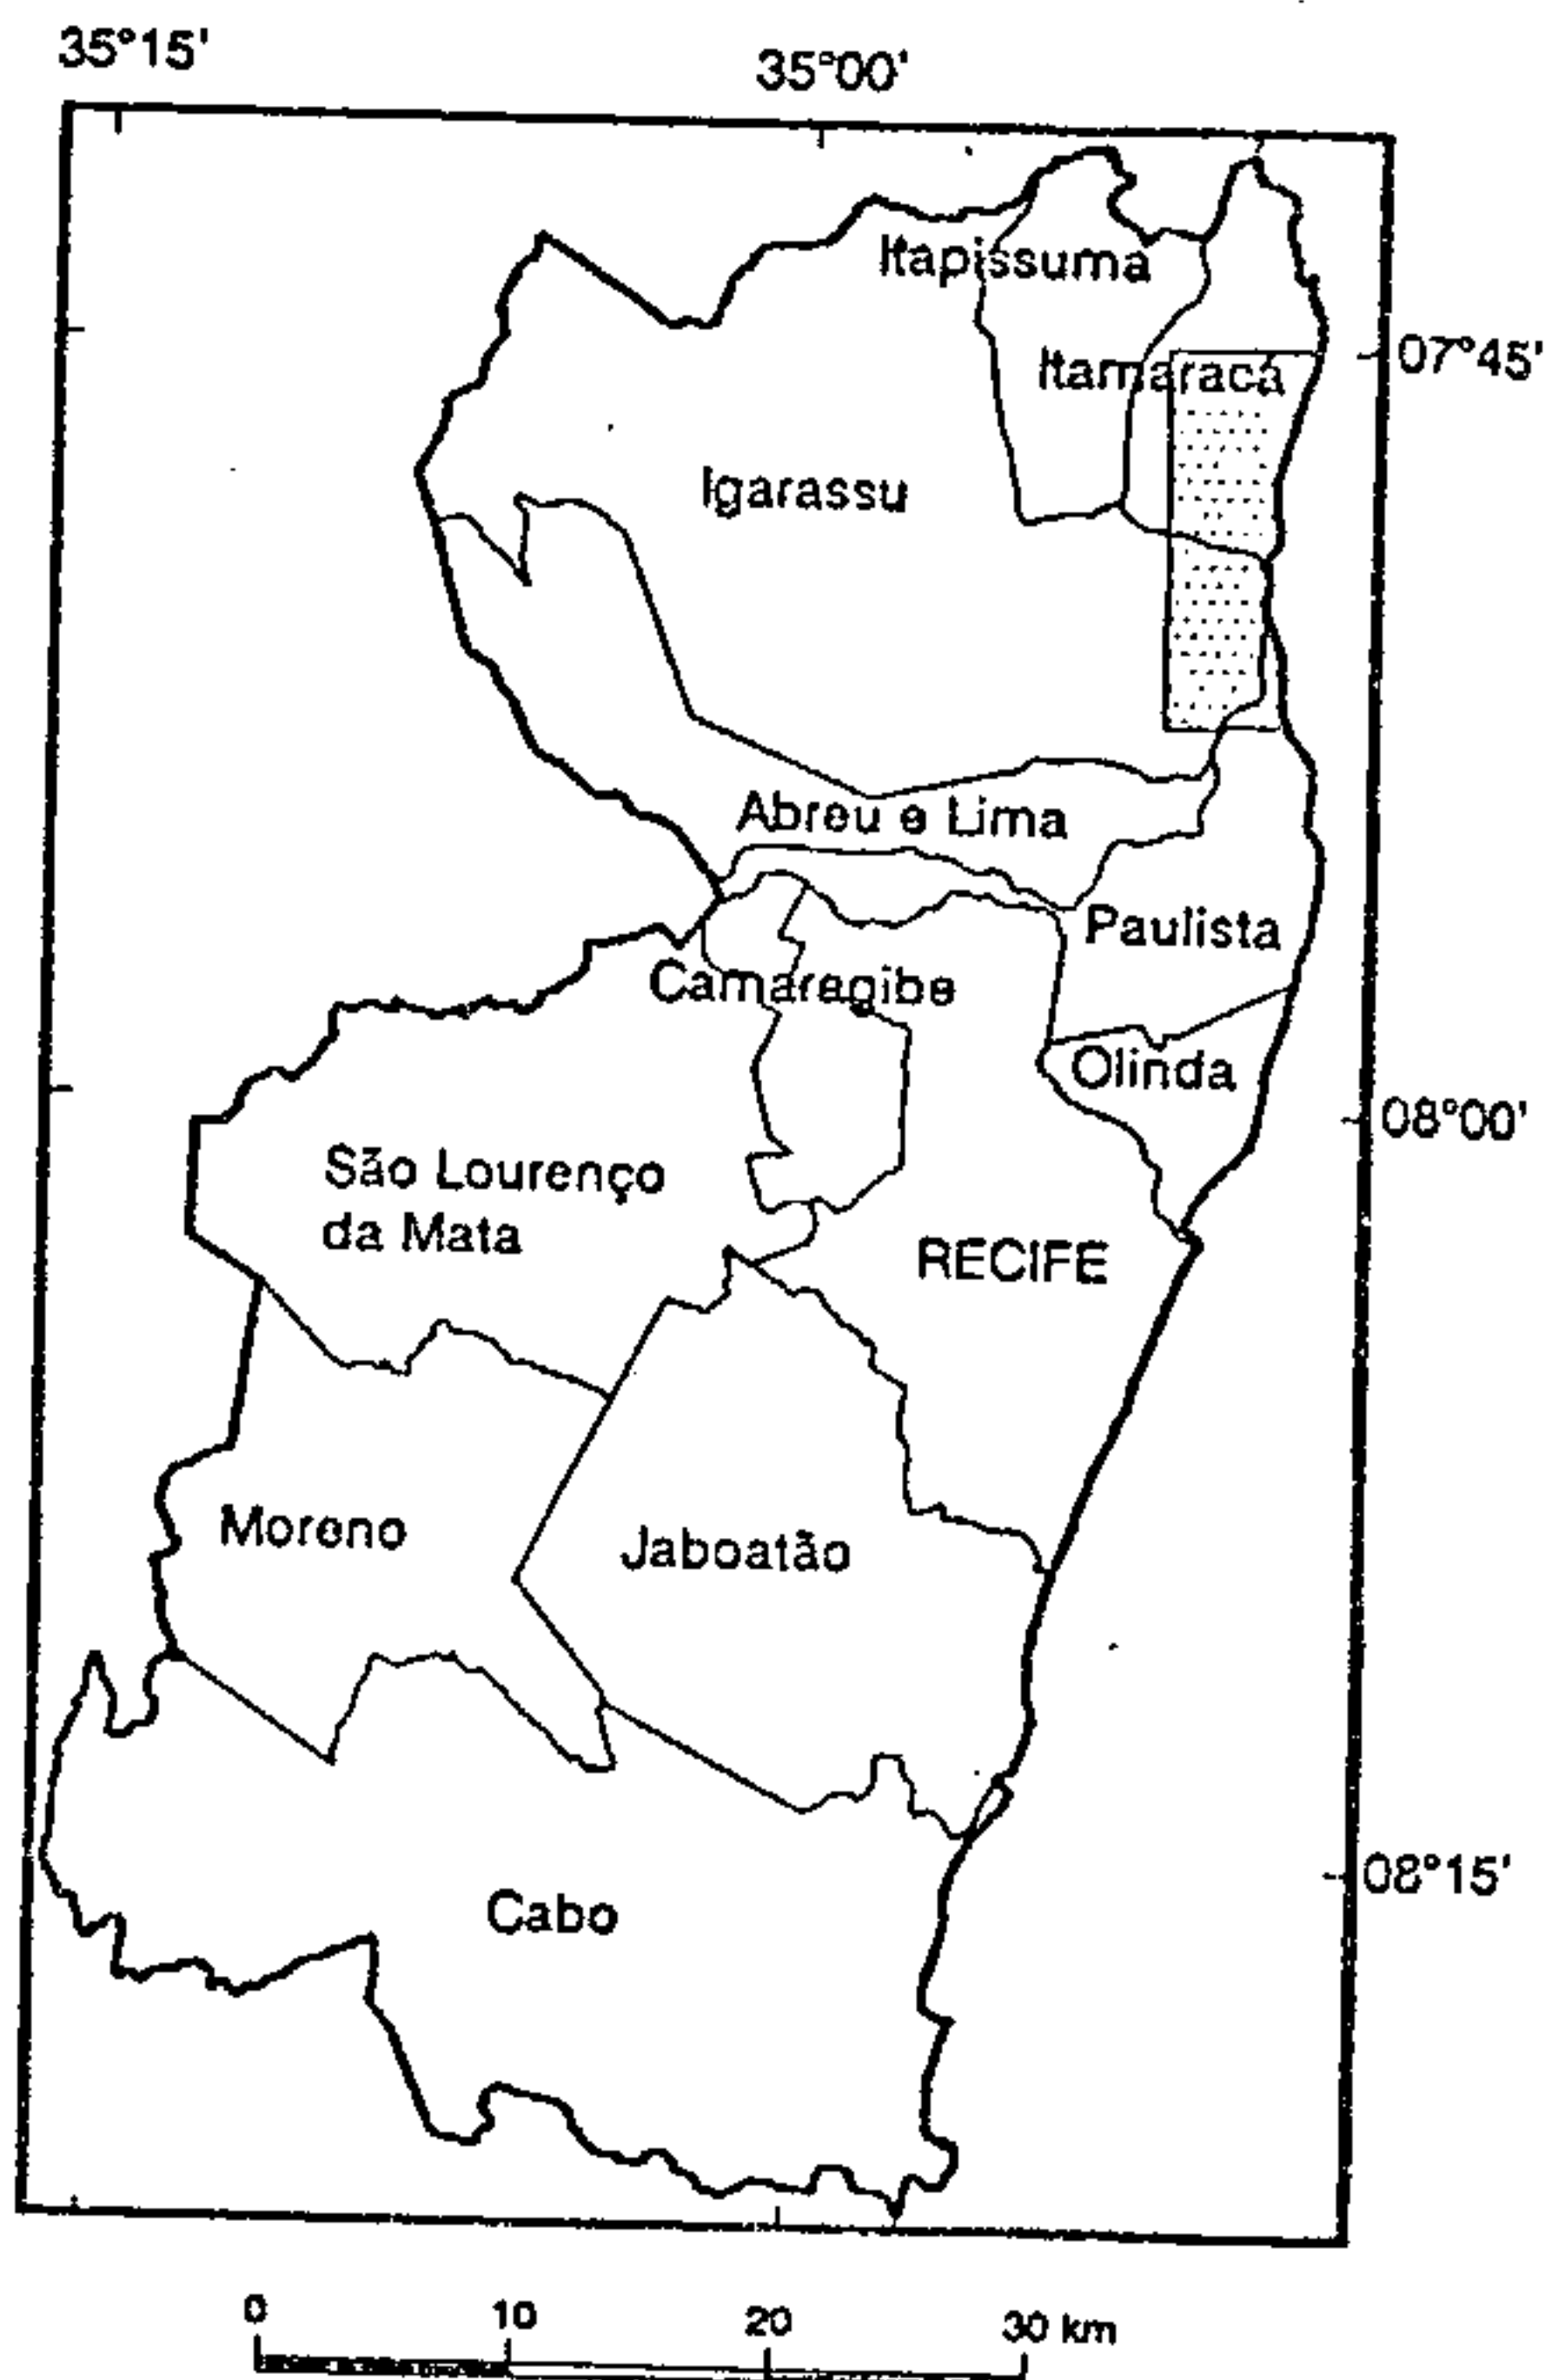 35°15'
35°00'
Itapissuma
07°45'
Itamaracá
Igarassu
Abreu e Lima
Paulista
Camaragibe
Olinda
08°00'
São Lourenço
da Mata
RECIFE
Moreno
Jaboatão
08°15'
Cabo
0 10 20 30 km